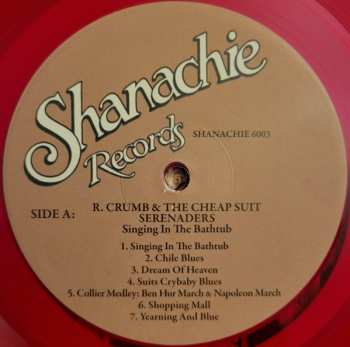 Shanachie
Records
SHANACHIE 6003
SIDE A:
R. CRUMB & THE CHEAP SUIT
SERENADERS
Singing In The Bathtub
1. Singing In The Bathtub
2. Chile Blues
3. Dream Of Heaven
4. Suits Crybaby Blues
5. Collier Medley: Ben Hur March & Napoleon March
6. Shopping Mall
7. Yearning And Blue